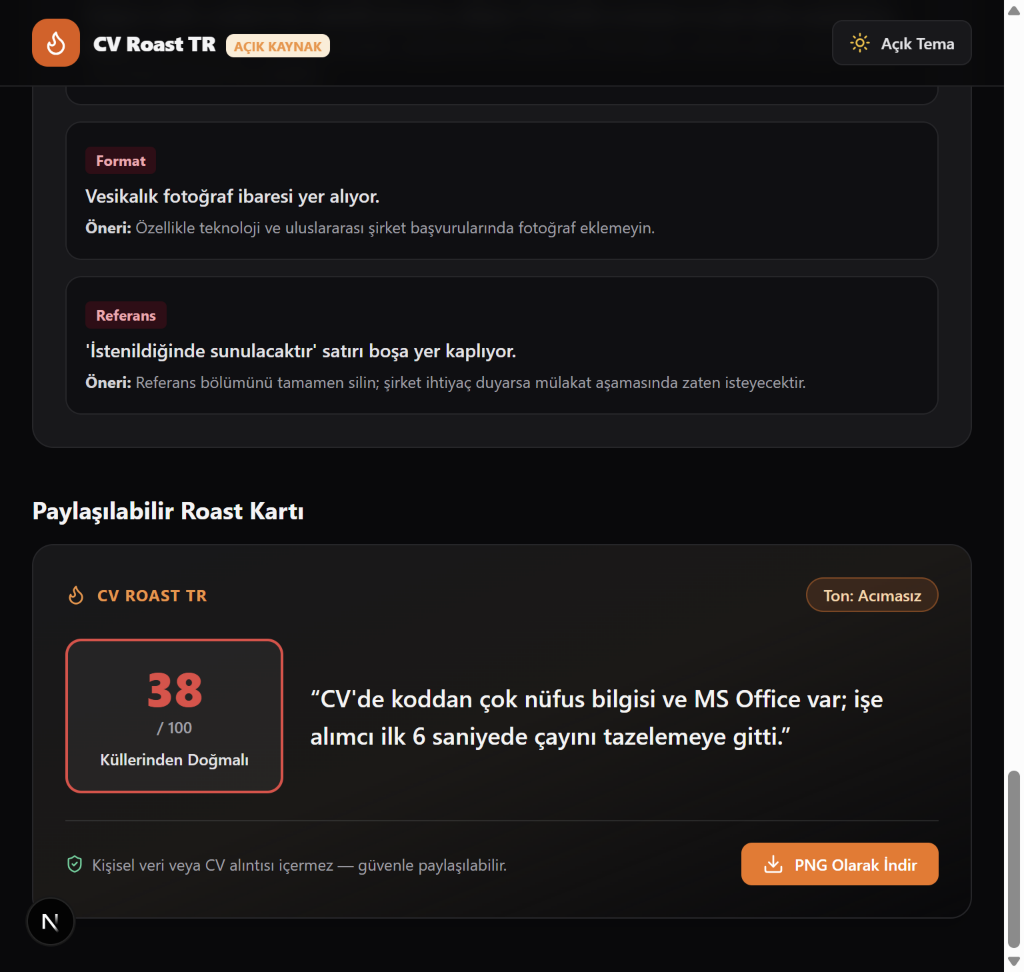 CV Roast TR AÇIK KAYNAK
Açık Tema
Format
Vesikalık fotoğraf ibaresi yer alıyor.
Öneri: Özellikle teknoloji ve uluslararası şirket başvurularında fotoğraf eklemeyin.
Referans
'İstenildiğinde sunulacaktır' satırı boşa yer kaplıyor.
Öneri: Referans bölümünü tamamen silin; şirket ihtiyaç duyarsa mülakat aşamasında zaten isteyecektir.
Paylaşılabilir Roast Kartı
CV ROAST TR
Ton: Acımasız
38
/ 100
Küllerinden Doğmalı
“CV'de koddan çok nüfus bilgisi ve MS Office var; işe
alımcı ilk 6 saniyede çayını tazelemeye gitti.”
Kişisel veri veya CV alıntısı içermez — güvenle paylaşılabilir.
PNG Olarak İndir
N